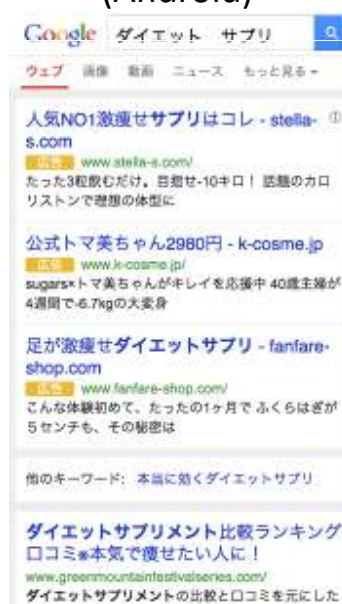 (Android)
Google ダイエット サプリ
ウェブ 画像 動画 ニュース もっと見る
人気NO1激痩せサプリはコレ - stella-
s.com
広告 www.stella-s.com/
たった3粒飲むだけ。目指せ-10キロ！ 話題のカロ
リストンで理想の体型に
公式トマ美ちゃん2980円 - k-cosme.jp
広告 www.k-cosme.jp/
sugars×トマ美ちゃんがキレイを応援中 40歳主婦が
4週間で-6.7kgの大変身
足が激痩せダイエットサプリ - fanfare-
shop.com
広告 www.fanfare-shop.com/
こんな体験初めて、たったの1ヶ月で ふくらはぎが
5センチも、その秘密は
他のキーワード: 本当に効くダイエットサプリ
ダイエットサプリメント比較ランキング
口コミ※本気で痩せたい人に！
www.greenmountainfestivalseries.com/
ダイエットサプリメントの比較と口コミを元にした